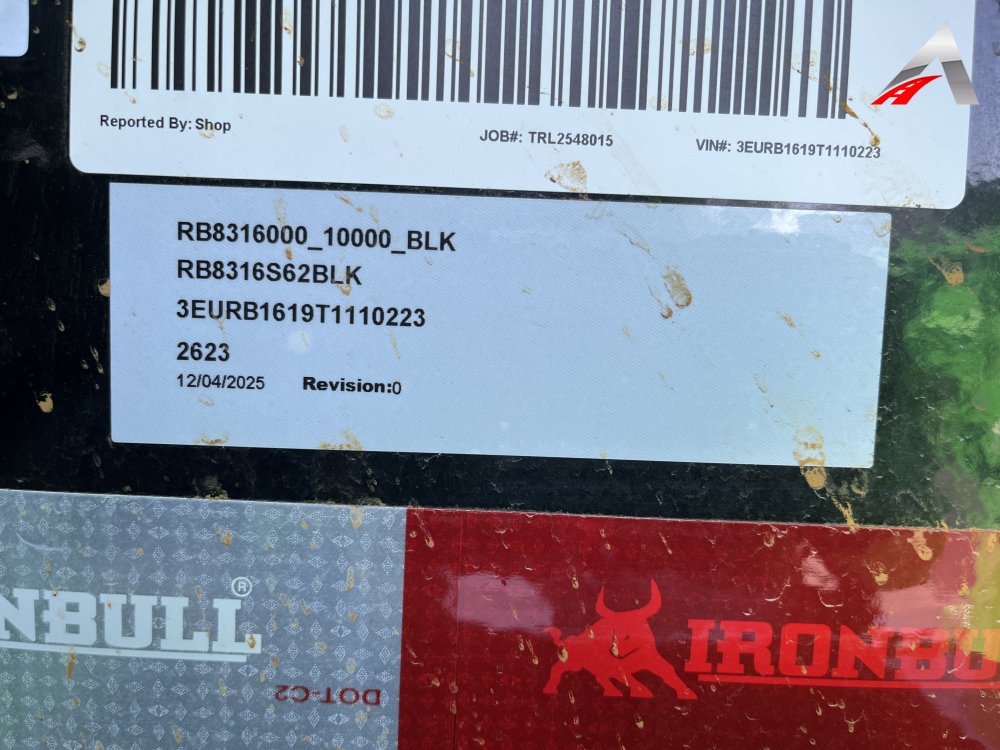 Reported By: Shop
JOB#: TRL2548015
VIN#: 3EURB1619T1110223
RB8316000_10000_BLK
RB8316S62BLK
3EURB1619T1110223
2623
12/04/2025 Revision:0
NBULL®
IRONBU
DOT-C2